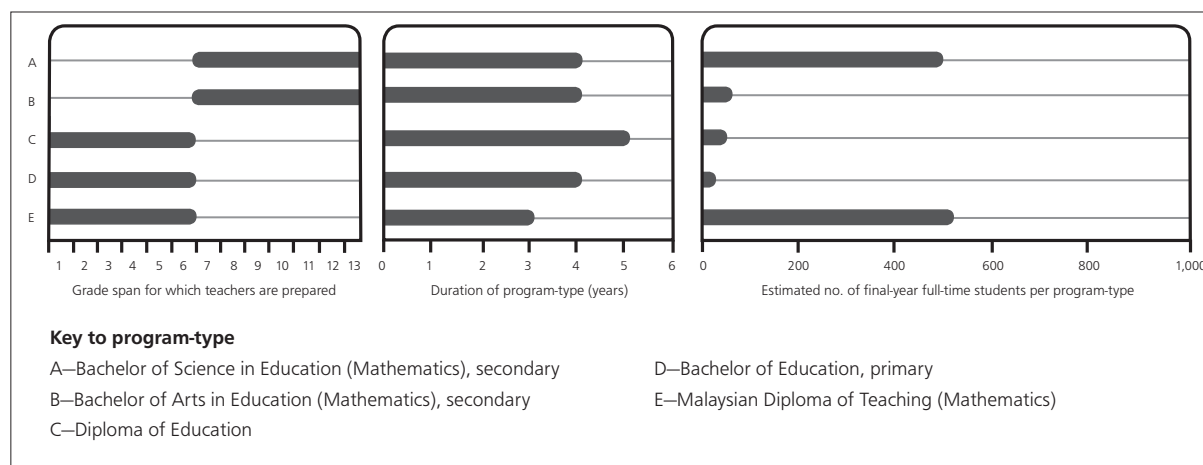 A
B
C
D
E
1 2 3 4 5 6 7 8 9 10 11 12 13
Grade span for which teachers are prepared
0 1 2 3 4 5 6
Duration of program-type (years)
0 200 400 600 800 1,000
Estimated no. of final-year full-time students per program-type
Key to program-type
A—Bachelor of Science in Education (Mathematics), secondary
B—Bachelor of Arts in Education (Mathematics), secondary
C—Diploma of Education
D—Bachelor of Education, primary
E—Malaysian Diploma of Teaching (Mathematics)